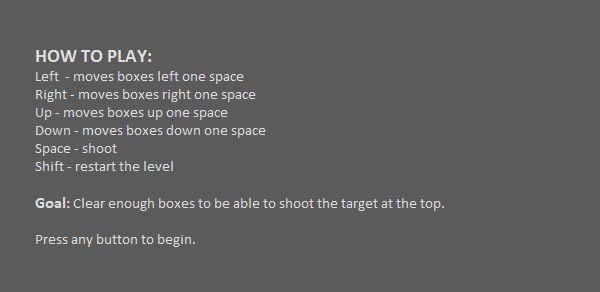 HOW TO PLAY:
Left - moves boxes left one space
Right - moves boxes right one space
Up - moves boxes up one space
Down - moves boxes down one space
Space - shoot
Shift - restart the level
Goal: Clear enough boxes to be able to shoot the target at the top.
Press any button to begin.